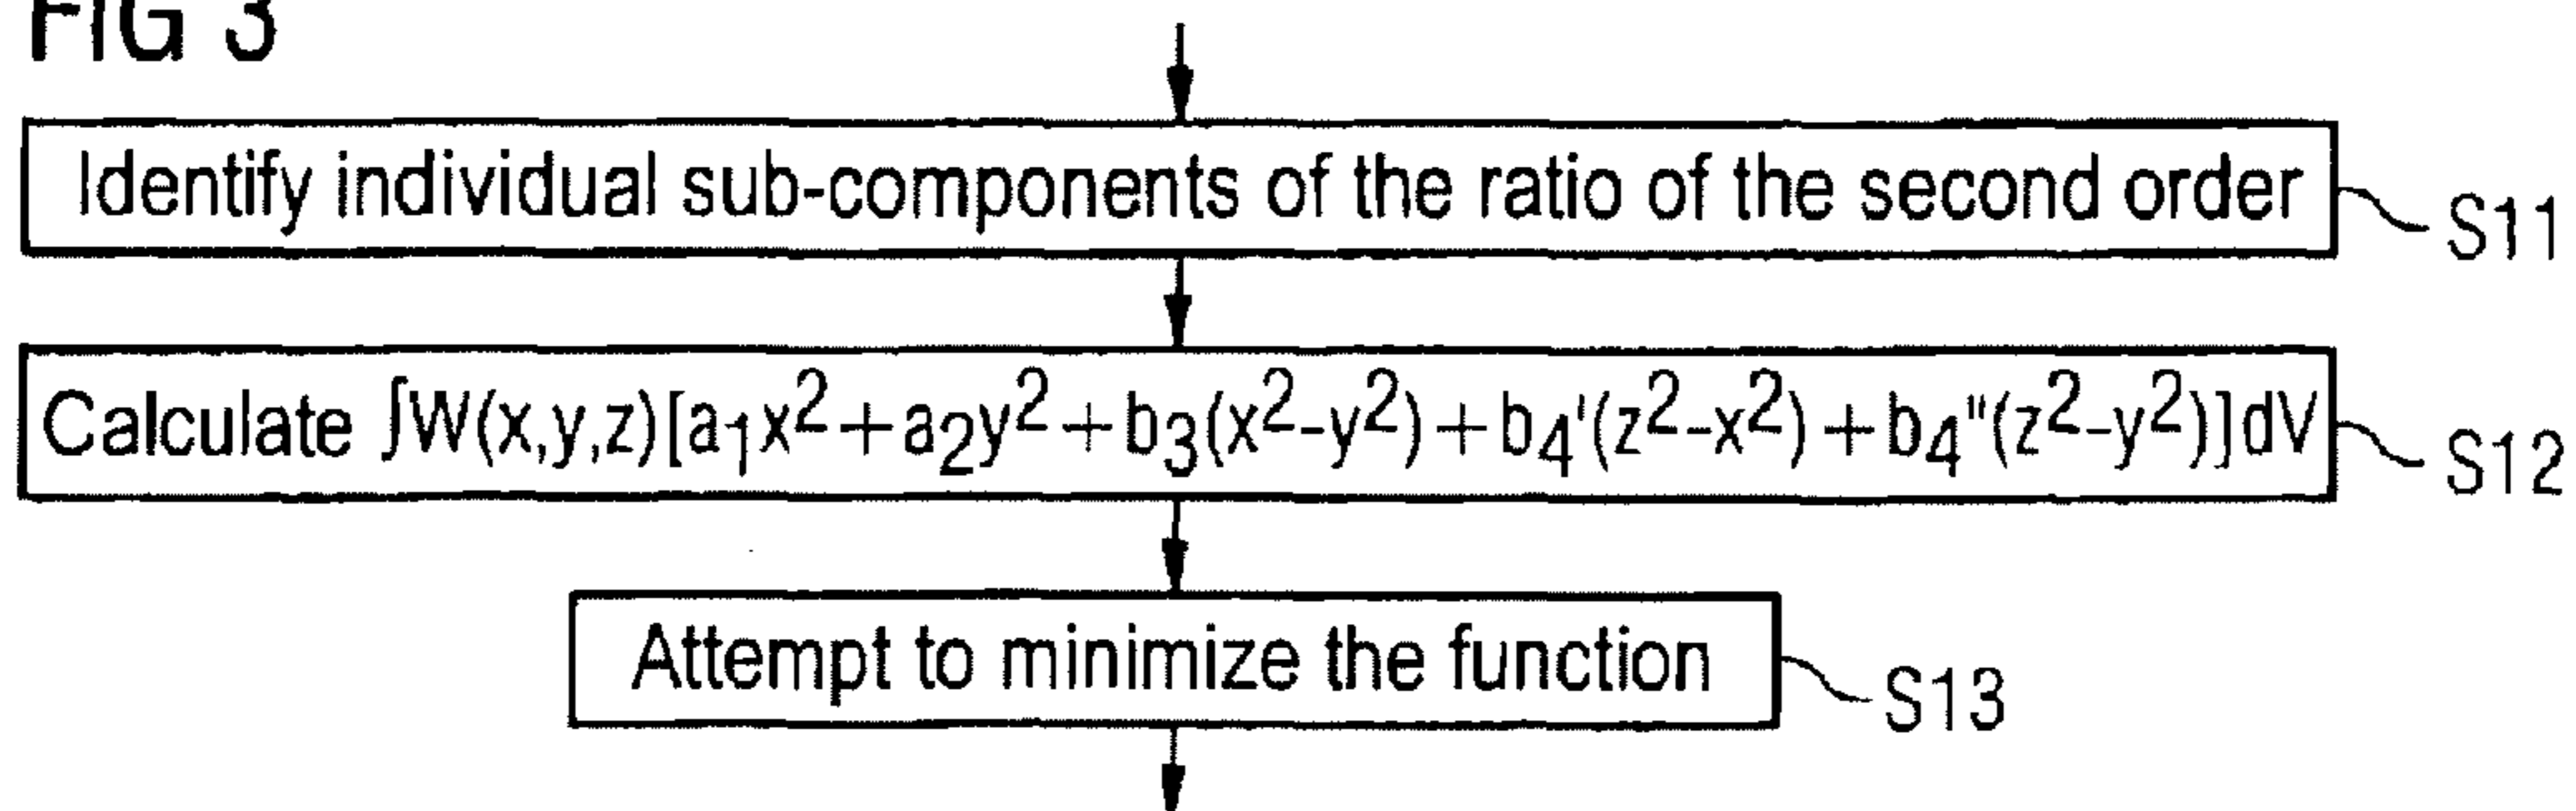 FIG 3
Identify individual sub-components of the ratio of the second order
S11
Calculate ∫W(x,y,z)[a₁x²+a₂y²+b₃(x²-y²)+b₄'(z²-x²)+b₄"(z²-y²)]dV
S12
Attempt to minimize the function
S13